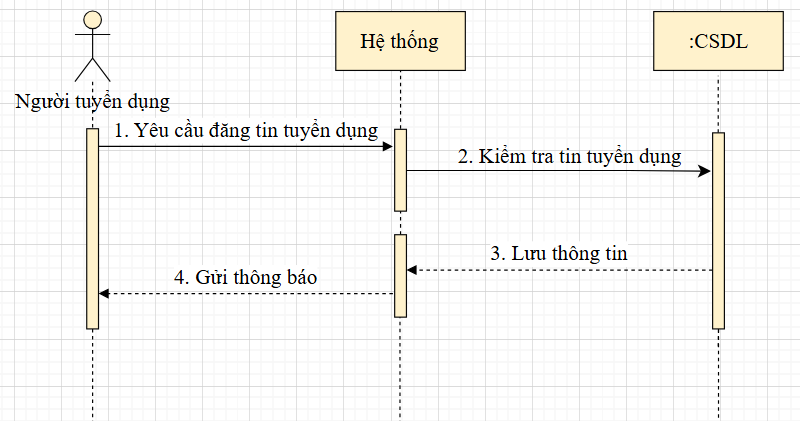 Hệ thống
:CSDL
Người tuyển dụng
1. Yêu cầu đăng tin tuyển dụng
2. Kiểm tra tin tuyển dụng
3. Lưu thông tin
4. Gửi thông báo